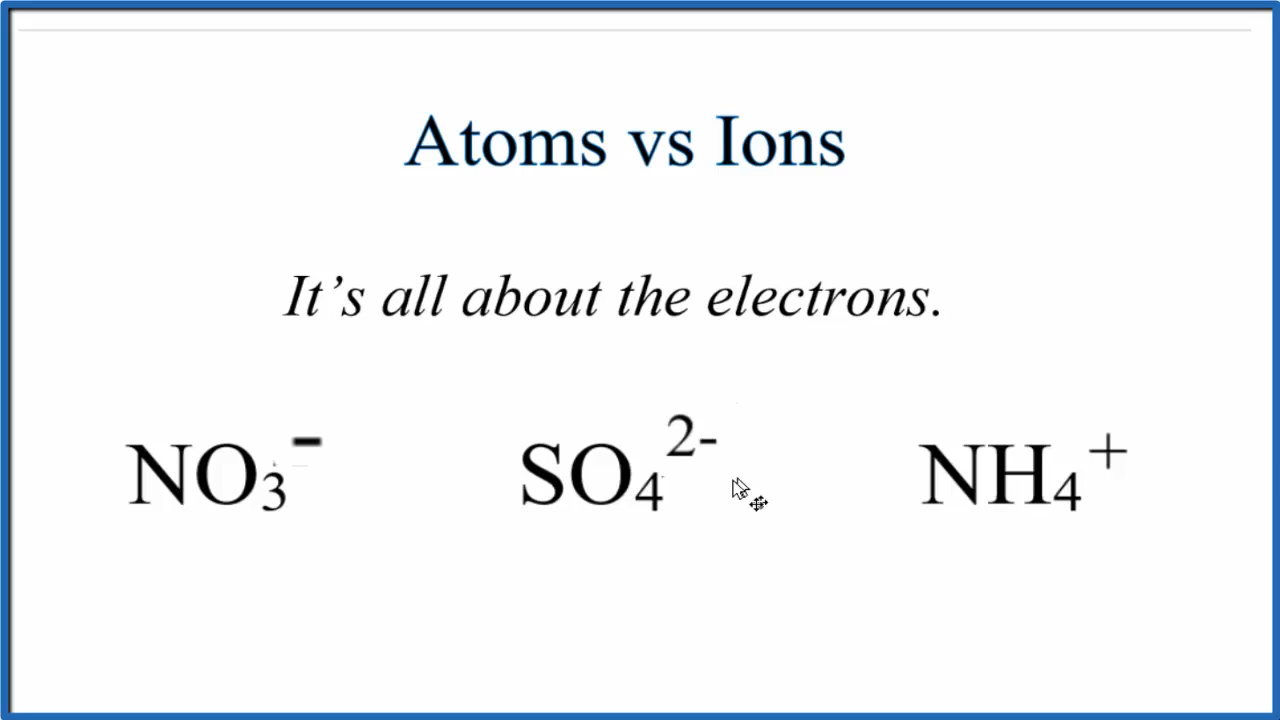 Atoms vs Ions
It’s all about the electrons.
NO₃⁻ SO₄²⁻ NH₄⁺